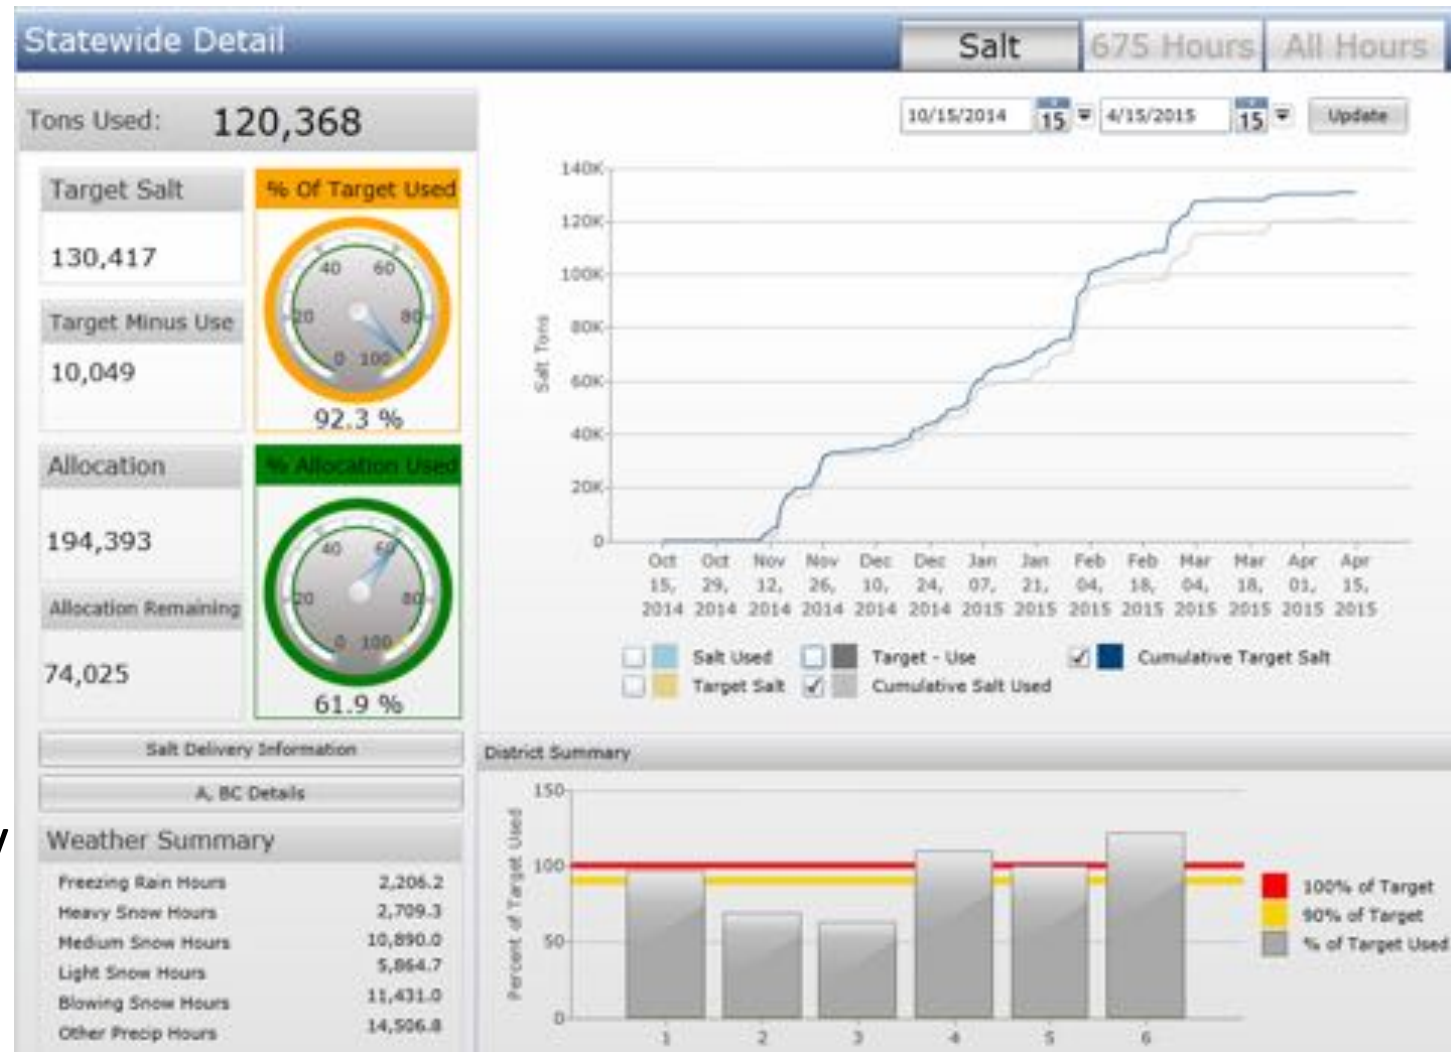 Statewide Detail
Salt 675 Hours All Hours
Tons Used: 120,368
10/15/2014 15 4/15/2015 15 Update
Target Salt
130,417
Target Minus Use
10,049
% Of Target Used
0 20 40 60 80 100
92.3 %
Allocation
194,393
Allocation Remaining
74,025
% Allocation Used
0 20 40 60 80 100
61.9 %
Salt Delivery Information
A, BC Details
Weather Summary
Freezing Rain Hours 2,206.2
Heavy Snow Hours 2,709.3
Medium Snow Hours 10,890.0
Light Snow Hours 5,864.7
Blowing Snow Hours 11,431.0
Other Precip Hours 14,506.8
Salt Tons
140K
120K
100K
80K
60K
40K
20K
0
Oct Oct Nov Nov Dec Dec Jan Jan Feb Feb Mar Mar Apr Apr
15, 29, 12, 26, 10, 24, 07, 21, 04, 18, 04, 18, 01, 15,
2014 2014 2014 2014 2014 2014 2015 2015 2015 2015 2015 2015 2015 2015
Salt Used Target - Use Cumulative Target Salt
Target Salt Cumulative Salt Used
District Summary
Percent of Target Used
150
100
50
0
1 2 3 4 5 6
100% of Target
90% of Target
% of Target Used